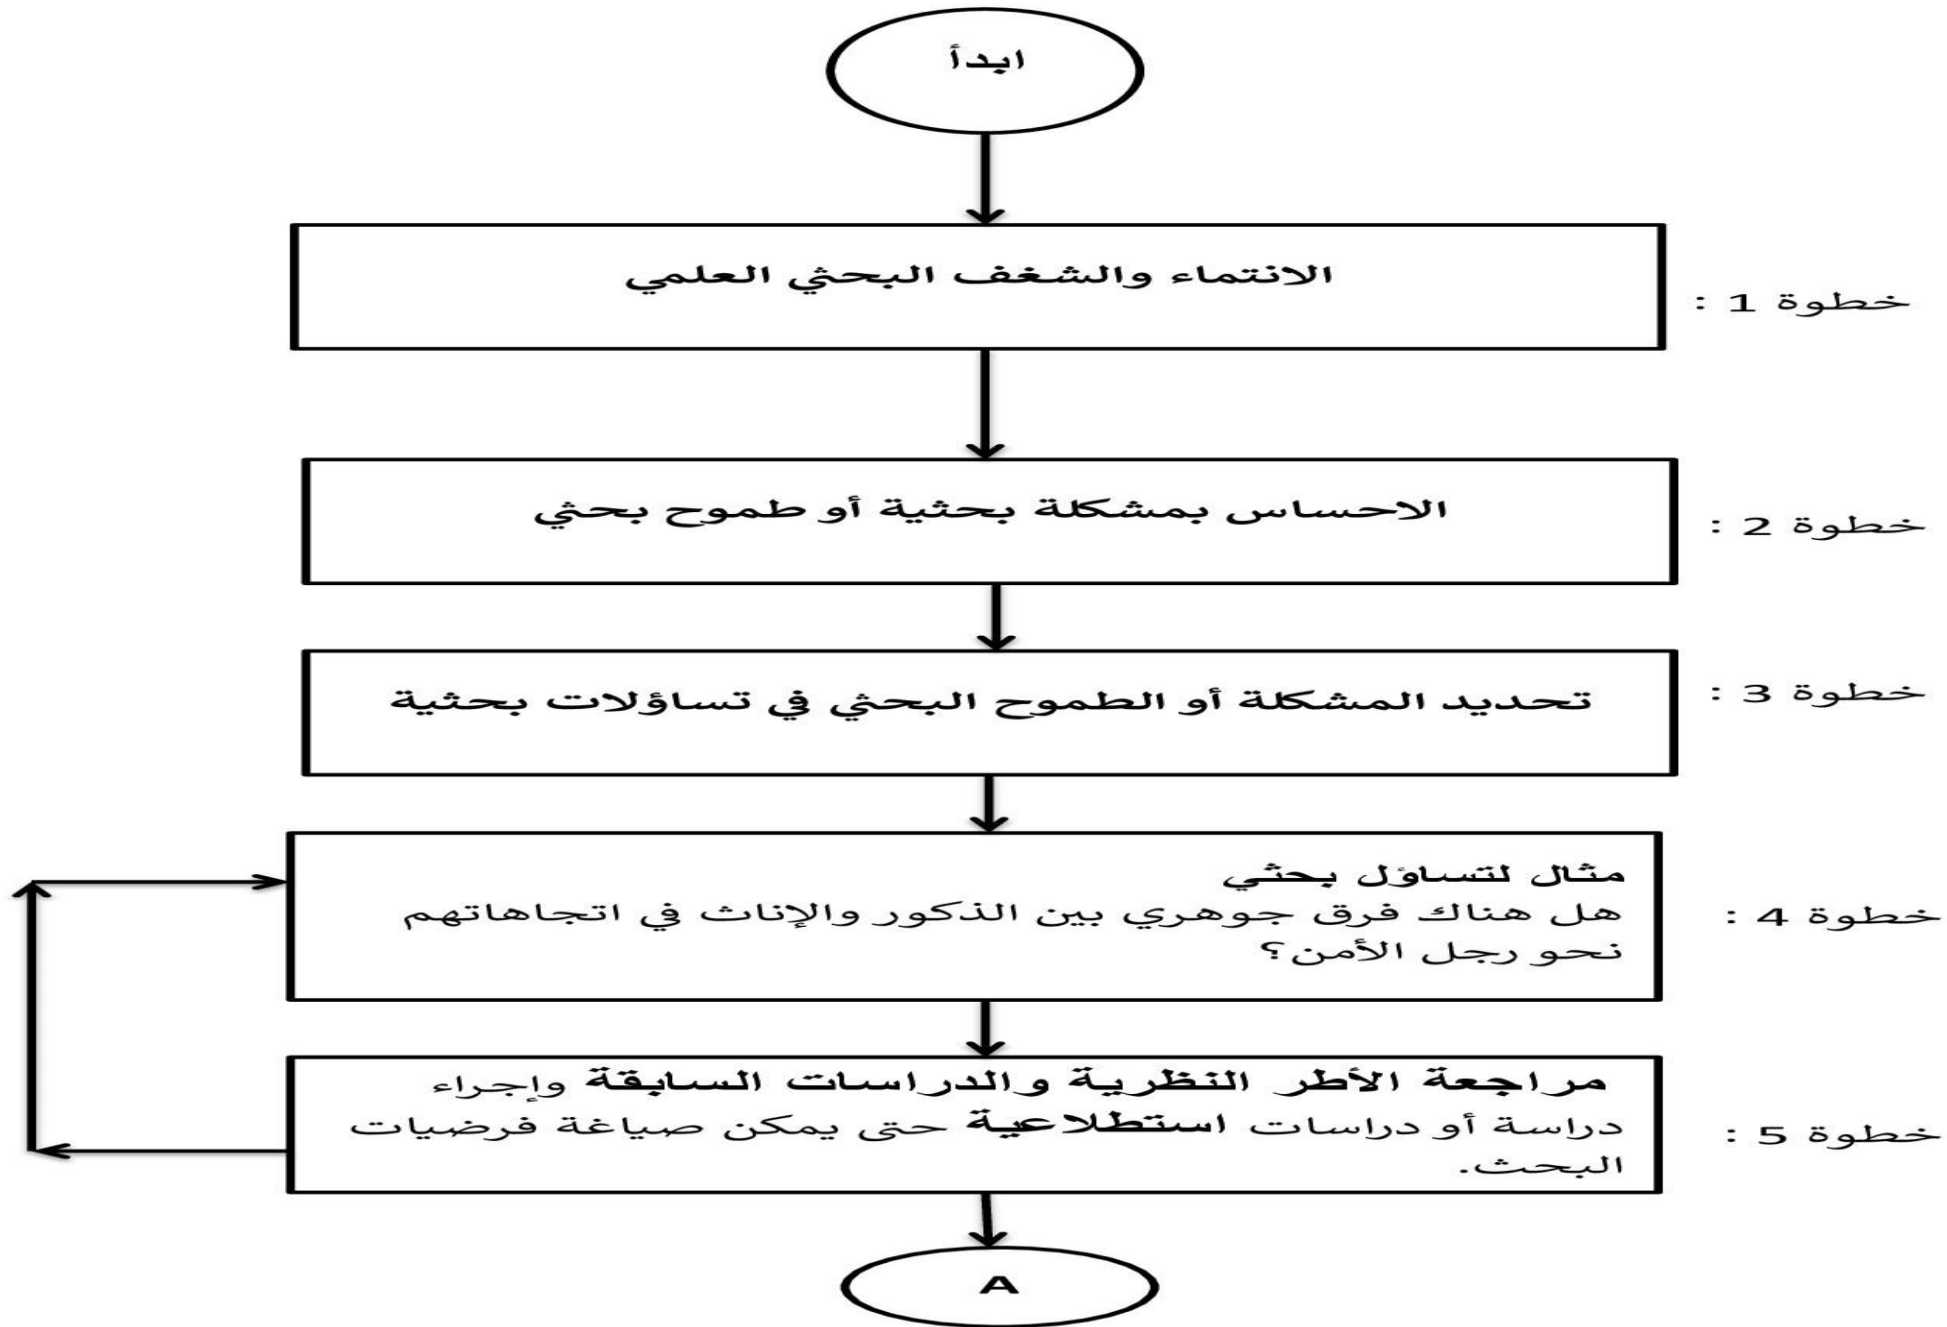 ابدأ
الانتماء والشغف البحثي العلمي
خطوة 1 :
الاحساس بمشكلة بحثية أو طموح بحثي
خطوة 2 :
تحديد المشكلة أو الطموح البحثي في تساؤلات بحثية
خطوة 3 :
مثال لتساؤل بحثي
هل هناك فرق جوهري بين الذكور والإناث في اتجاهاتهم
نحو رجل الأمن؟
خطوة 4 :
مراجعة الأطر النظرية والدراسات السابقة وإجراء
دراسة أو دراسات استطلاعية حتى يمكن صياغة فرضيات
البحث.
خطوة 5 :
A